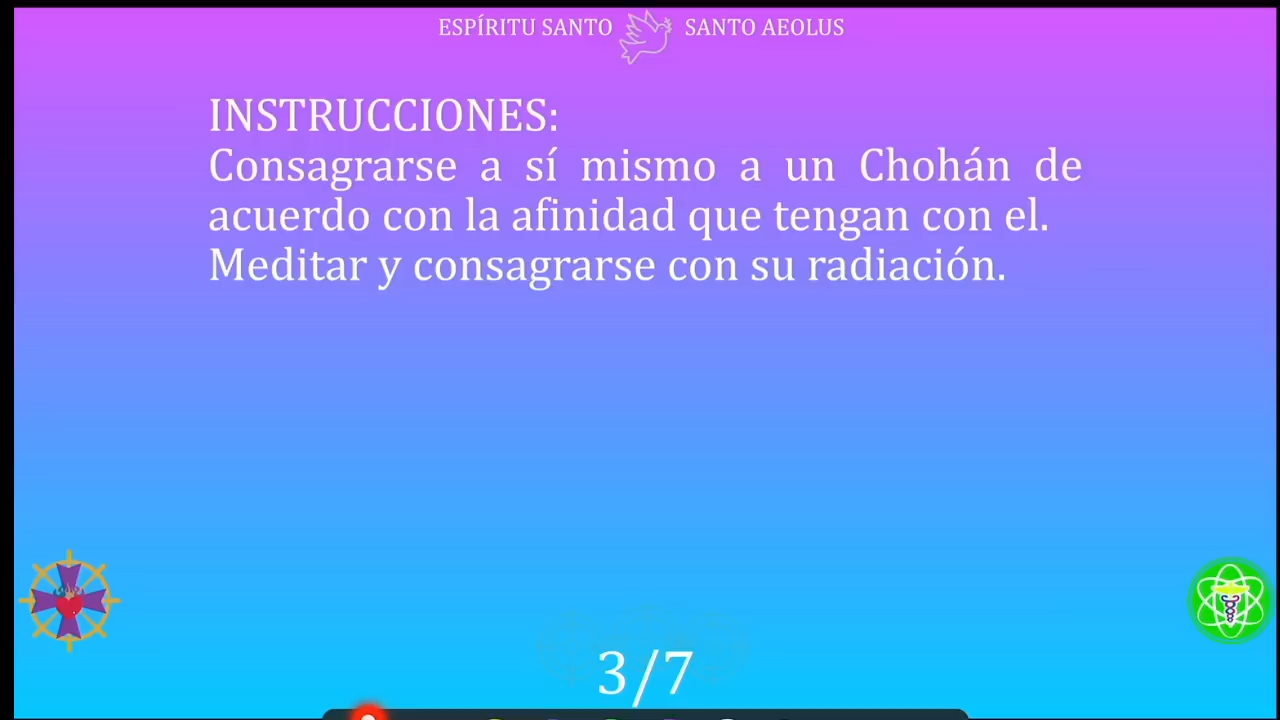 ESPÍRITU SANTO SANTO AEOLUS
INSTRUCCIONES:
Consagrarse a sí mismo a un Chohán de
acuerdo con la afinidad que tengan con el.
Meditar y consagrarse con su radiación.
3/7